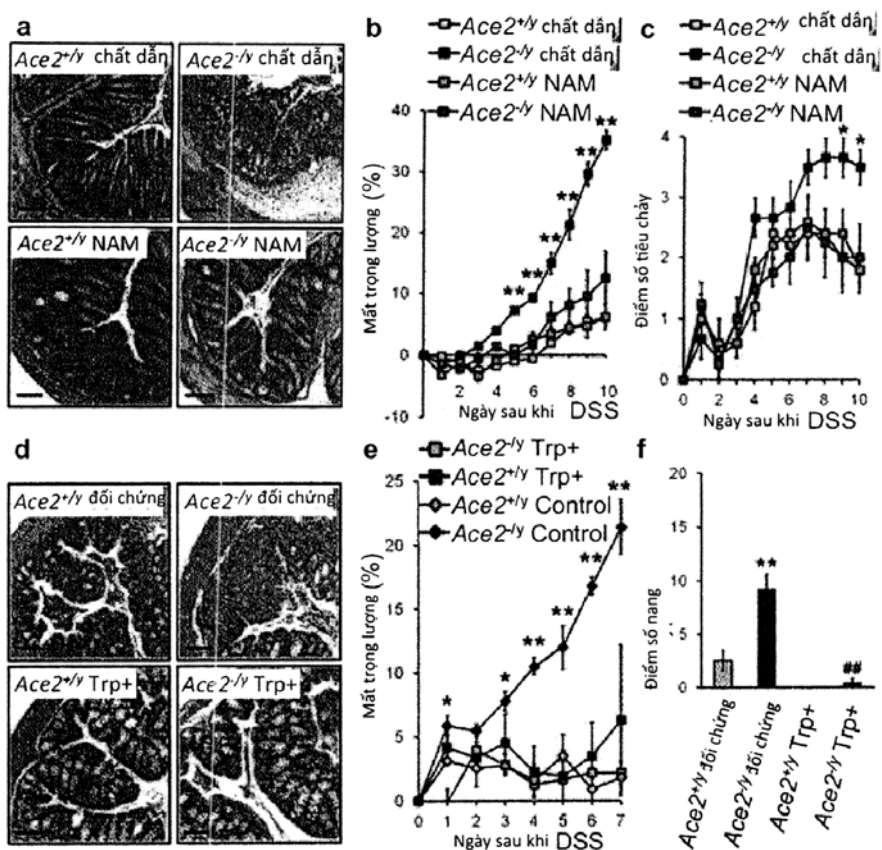 a
Ace2+/y chất dẫn
Ace2-/y chất dẫn
Ace2+/y NAM
Ace2-/y NAM
b
Ace2+/y chất dẫn
Ace2-/y chất dẫn
Ace2+/y NAM
Ace2-/y NAM
Mất trọng lượng (%)
40
30
20
10
0
-10
** ** ** ** ** **
2 4 6 8 10
Ngày sau khi DSS
c
Ace2+/y chất dẫn
Ace2-/y chất dẫn
Ace2+/y NAM
Ace2-/y NAM
Điểm số tiêu chảy
4
3
2
1
0
* *
0 2 4 6 8 10
Ngày sau khi DSS
d
Ace2+/y đối chứng
Ace2-/y đối chứng
Ace2+/y Trp+
Ace2-/y Trp+
e
Ace2-/y Trp+
Ace2+/y Trp+
Ace2+/y Control
Ace2-/y Control
Mất trọng lượng (%)
25
20
15
10
5
0
* * ** ** ** **
0 1 2 3 4 5 6 7
Ngày sau khi DSS
f
Điểm số nang
20
15
10
5
0
**
##
Ace2+/y đối chứng
Ace2-/y đối chứng
Ace2+/y Trp+
Ace2-/y Trp+